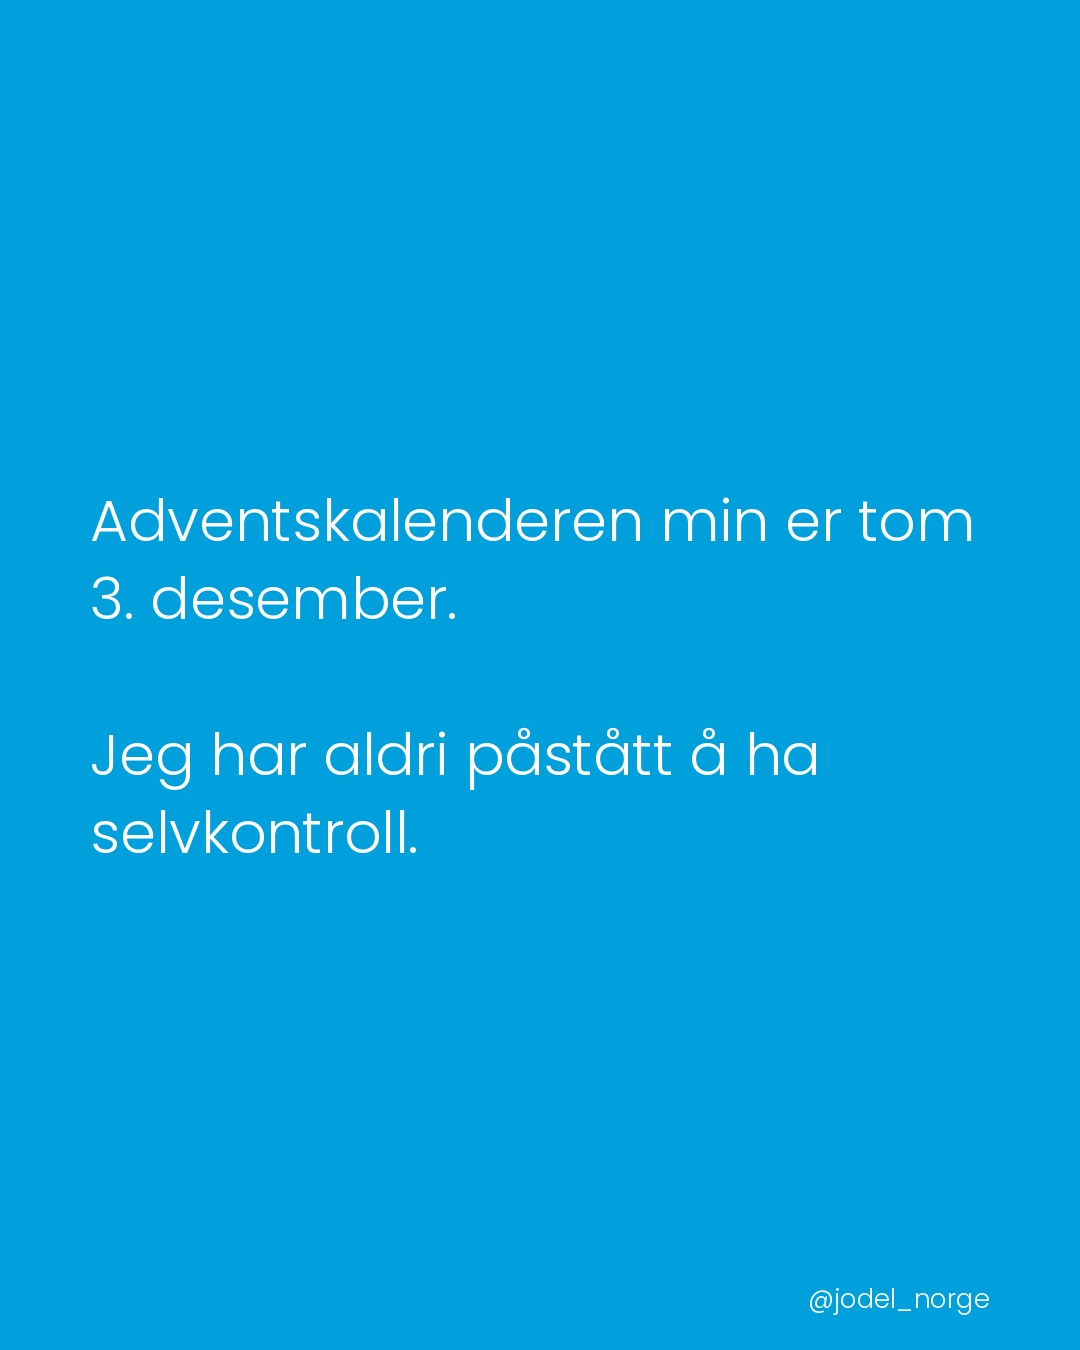 Adventskalenderen min er tom
3. desember.
Jeg har aldri påstått å ha
selvkontroll.
@jodel_norge